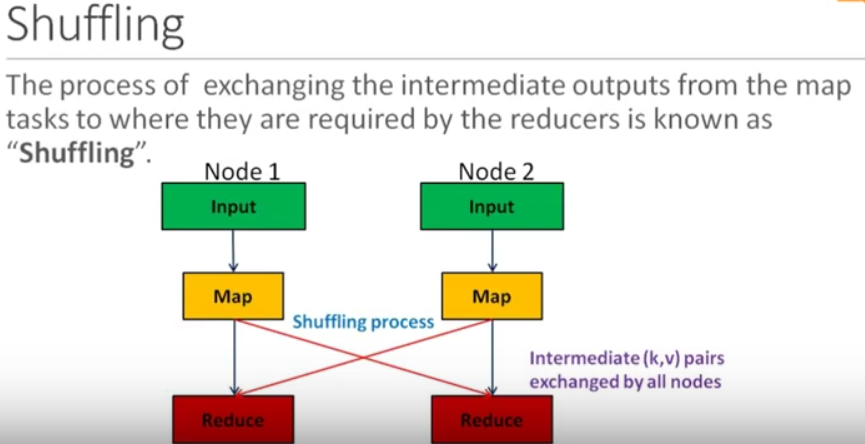 Shuffling
The process of exchanging the intermediate outputs from the map
tasks to where they are required by the reducers is known as
“Shuffling”.
Node 1
Node 2
Input
Input
Map
Map
Shuffling process
Intermediate (k,v) pairs
exchanged by all nodes
Reduce
Reduce